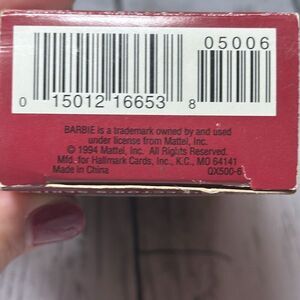 05006
0 15012 16653 8
BARBIE is a trademark owned by and used
under license from Mattel, Inc.
© 1994 Mattel, Inc. All Rights Reserved.
Mfd. for Hallmark Cards, Inc., K.C., MO 64141
Made in China QX500-6